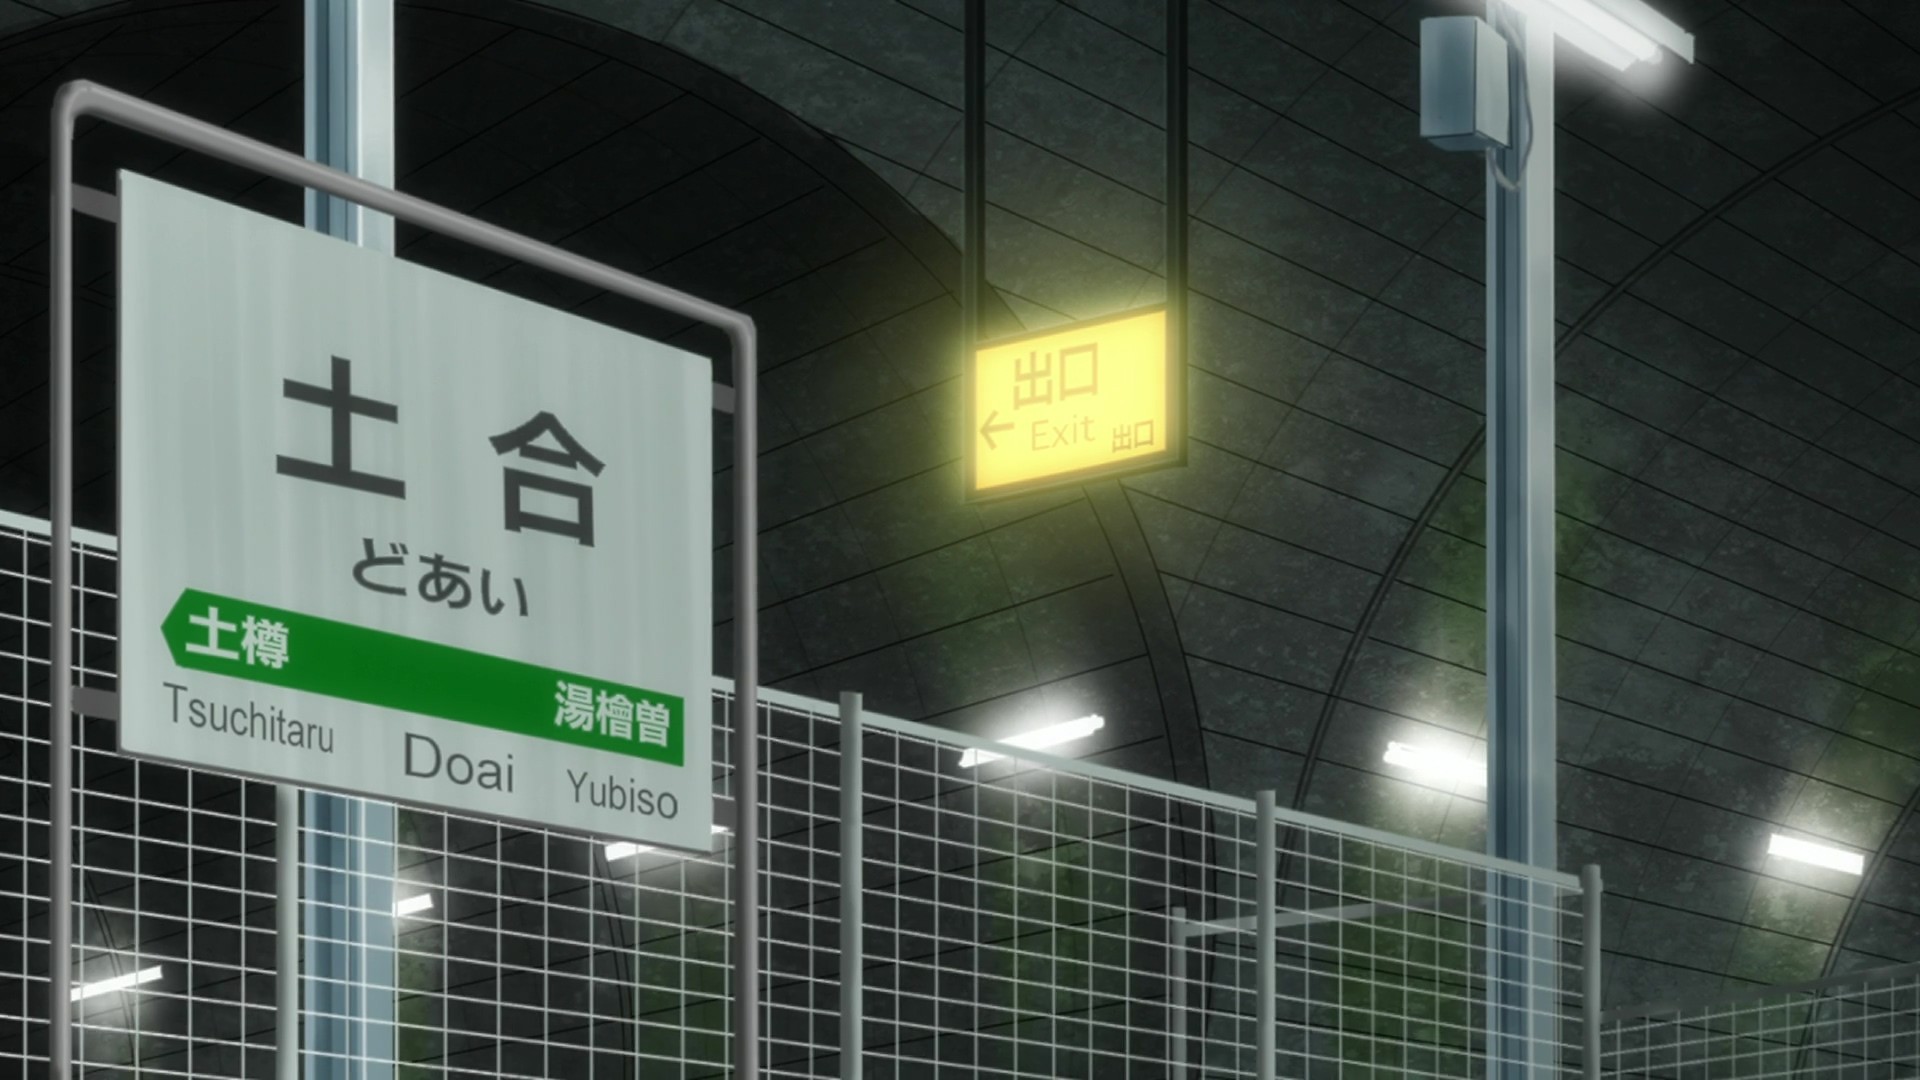 土合
どあい
土樽 湯檜曽
Tsuchitaru Doai Yubiso
出口
← Exit 出口